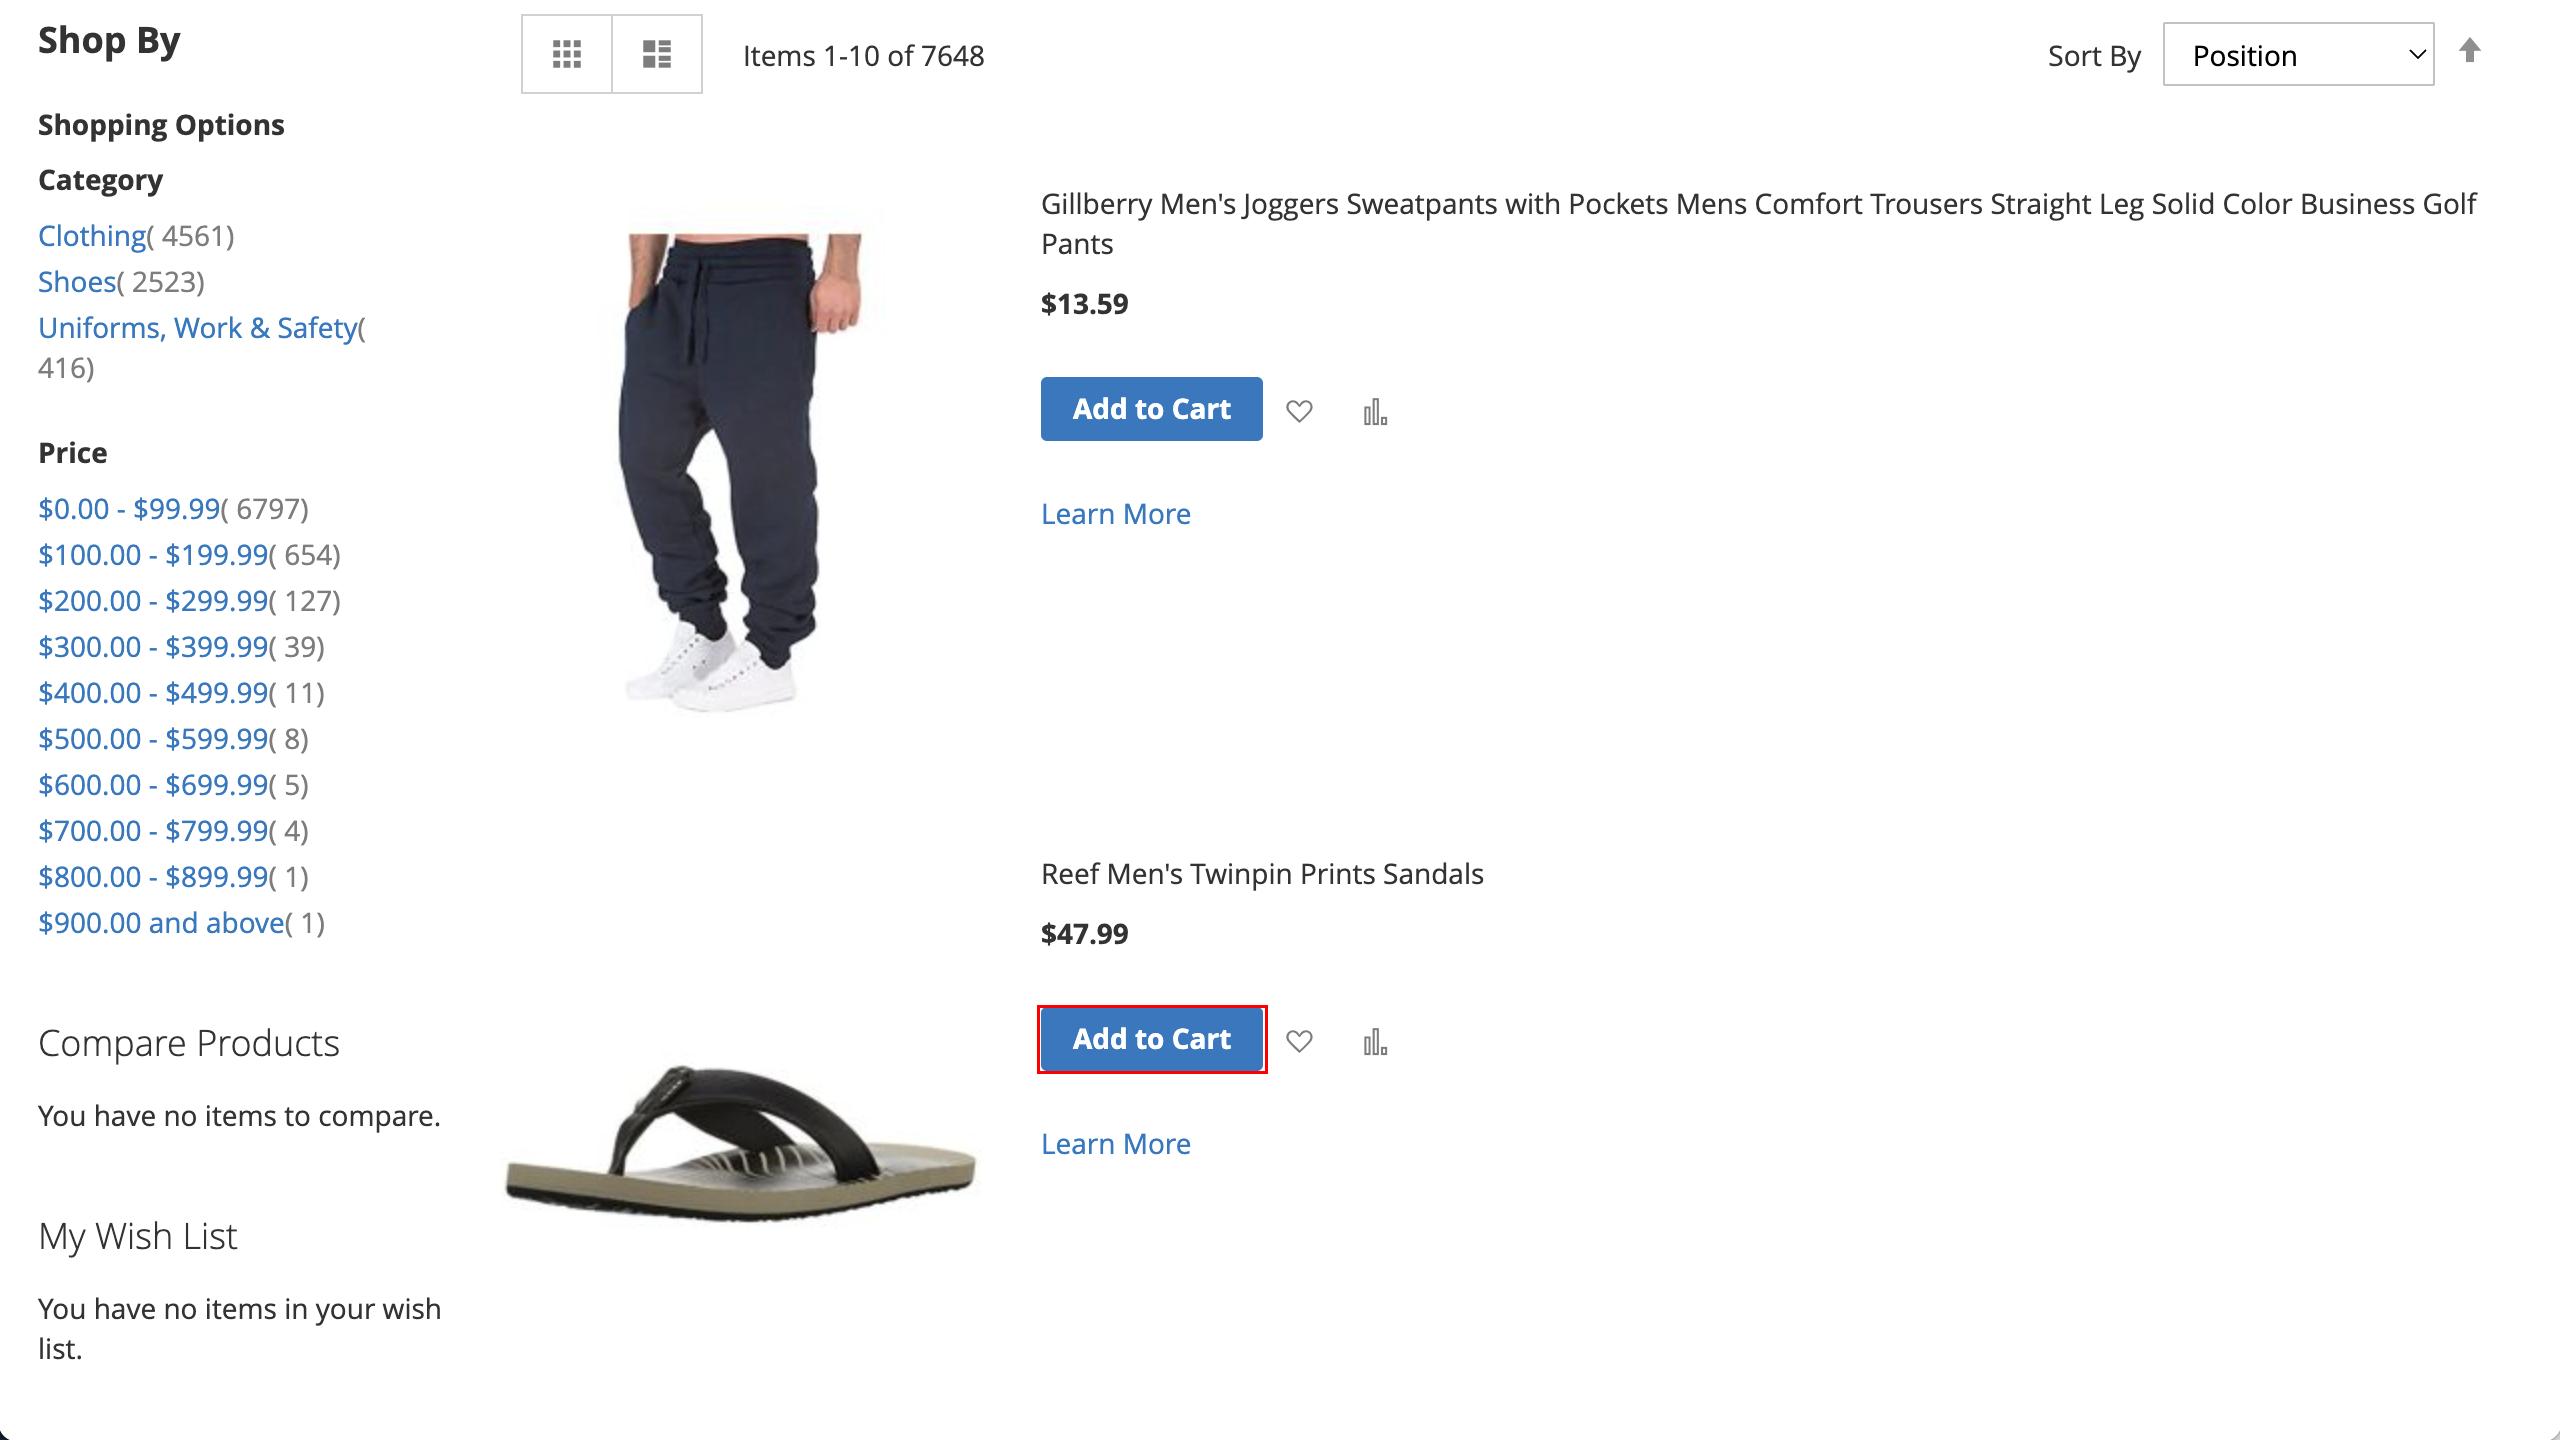 Shop By
Shopping Options
Category
Clothing( 4561)
Shoes( 2523)
Uniforms, Work & Safety(
416)
Price
$0.00 - $99.99( 6797)
$100.00 - $199.99( 654)
$200.00 - $299.99( 127)
$300.00 - $399.99( 39)
$400.00 - $499.99( 11)
$500.00 - $599.99( 8)
$600.00 - $699.99( 5)
$700.00 - $799.99( 4)
$800.00 - $899.99( 1)
$900.00 and above( 1)
Compare Products
You have no items to compare.
My Wish List
You have no items in your wish
list.
Items 1-10 of 7648
Sort By
Position
Gillberry Men's Joggers Sweatpants with Pockets Mens Comfort Trousers Straight Leg Solid Color Business Golf
Pants
$13.59
Add to Cart
Learn More
Reef Men's Twinpin Prints Sandals
$47.99
Add to Cart
Learn More